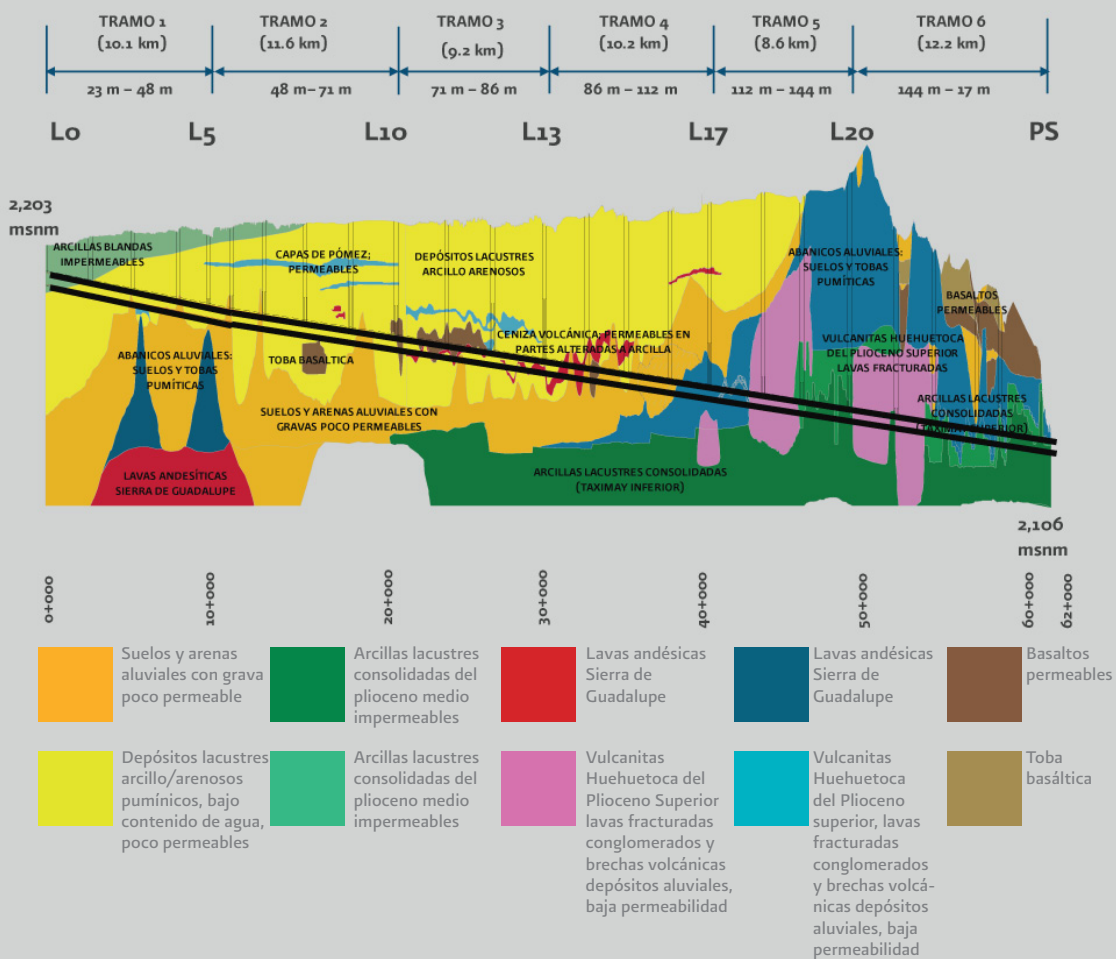 TRAMO 1
(10.1 km)
TRAMO 2
(11.6 km)
TRAMO 3
(9.2 km)
TRAMO 4
(10.2 km)
TRAMO 5
(8.6 km)
TRAMO 6
(12.2 km)
23 m – 48 m
48 m– 71 m
71 m – 86 m
86 m – 112 m
112 m – 144 m
144 m – 17 m
L0
L5
L10
L13
L17
L20
PS
2,203
msnm
ARCILLAS BLANDAS
IMPERMEABLES
CAPAS DE PÓMEZ;
PERMEABLES
DEPÓSITOS LACUSTRES
ARCILLO ARENOSOS
ABANICOS ALUVIALES:
SUELOS Y TOBAS
PUMÍTICAS
BASALTOS
PERMEABLES
CENIZA VOLCÁNICA; PERMEABLES EN
PARTES ALTERADAS A ARCILLA
VULCANITAS HUEHUETOCA
DEL PLIOCENO SUPERIOR
LAVAS FRACTURADAS
ABANICOS ALUVIALES:
SUELOS Y TOBAS
PUMÍTICAS
TOBA BASALTICA
SUELOS Y ARENAS ALUVIALES CON
GRAVAS POCO PERMEABLES
ARCILLAS LACUSTRES
CONSOLIDADAS
(TAXIMAY SUPERIOR)
LAVAS ANDESÍTICAS
SIERRA DE GUADALUPE
ARCILLAS LACUSTRES CONSOLIDADAS
(TAXIMAY INFERIOR)
2,106
msnm
0+000
10+000
20+000
30+000
40+000
50+000
60+000
62+000
Suelos y arenas
aluviales con grava
poco permeable
Arcillas lacustres
consolidadas del
plioceno medio
impermeables
Lavas andésicas
Sierra de
Guadalupe
Lavas andésicas
Sierra de
Guadalupe
Basaltos
permeables
Depósitos lacustres
arcillo/arenosos
pumínicos, bajo
contenido de agua,
poco permeables
Arcillas lacustres
consolidadas del
plioceno medio
impermeables
Vulcanitas
Huehuetoca del
Plioceno Superior
lavas fracturadas
conglomerados y
brechas volcánicas
depósitos aluviales,
baja permeabilidad
Vulcanitas
Huehuetoca
del Plioceno
superior, lavas
fracturadas
conglomerados
y brechas volcá-
nicas depósitos
aluviales, baja
permeabilidad
Toba
basáltica